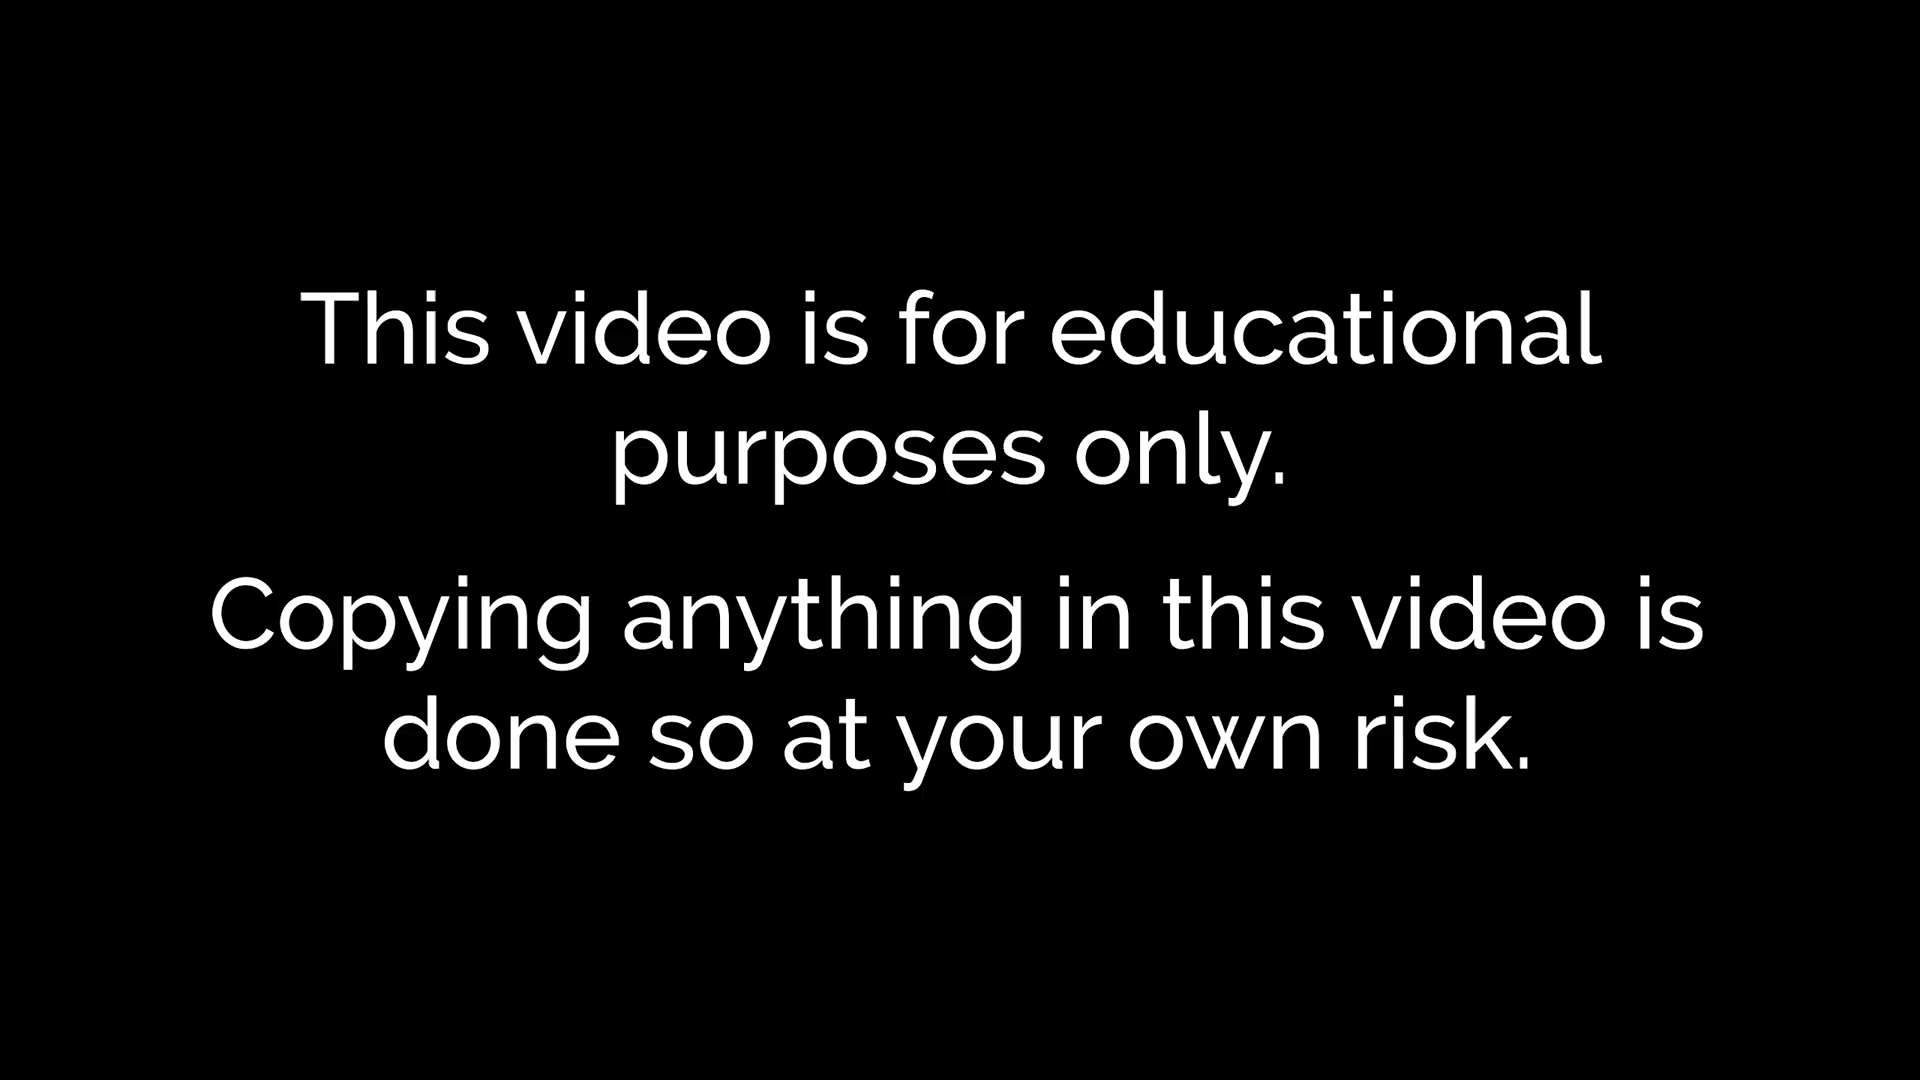 This video is for educational
purposes only.
Copying anything in this video is
done so at your own risk.